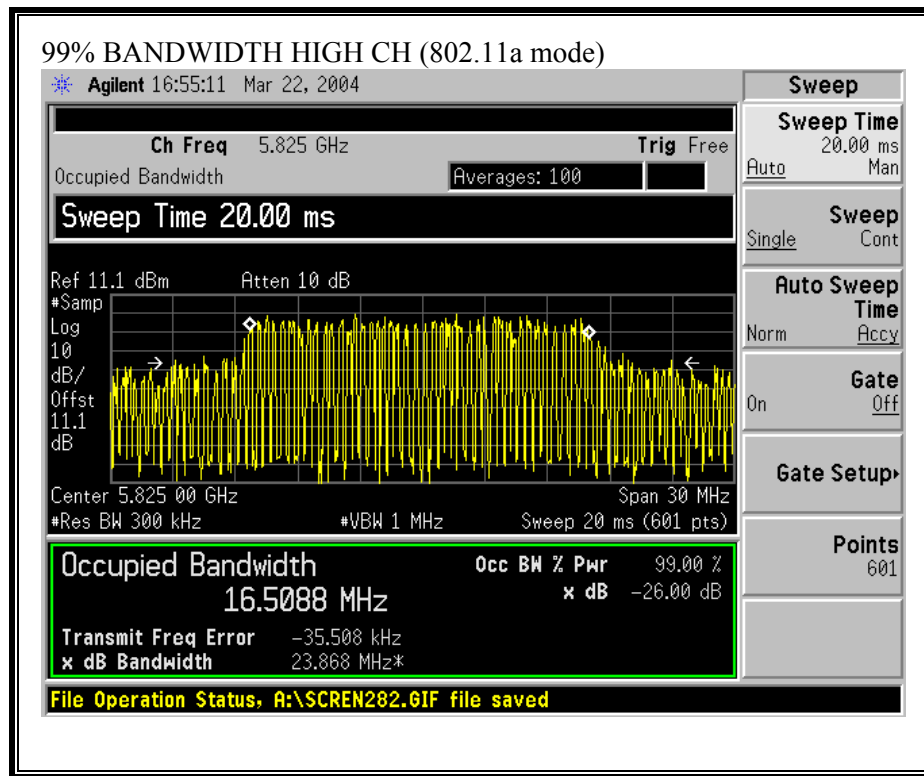 99% BANDWIDTH HIGH CH (802.11a mode)
Agilent 16:55:11 Mar 22, 2004
Sweep
Ch Freq 5.825 GHz Trig Free
Occupied Bandwidth Averages: 100
Sweep Time 20.00 ms
Ref 11.1 dBm Atten 10 dB
#Samp
Log
10
dB/
Offst
11.1
dB
Center 5.825 00 GHz Span 30 MHz
#Res BW 300 kHz #VBW 1 MHz Sweep 20 ms (601 pts)
Occupied Bandwidth Occ BW % Pwr 99.00 %
16.5088 MHz x dB -26.00 dB
Transmit Freq Error -35.508 kHz
x dB Bandwidth 23.868 MHz*
File Operation Status, A:\SCREN282.GIF file saved
Sweep Time
20.00 ms
Auto Man
Sweep
Single Cont
Auto Sweep
Time
Norm Accy
Gate
On Off
Gate Setup
Points
601